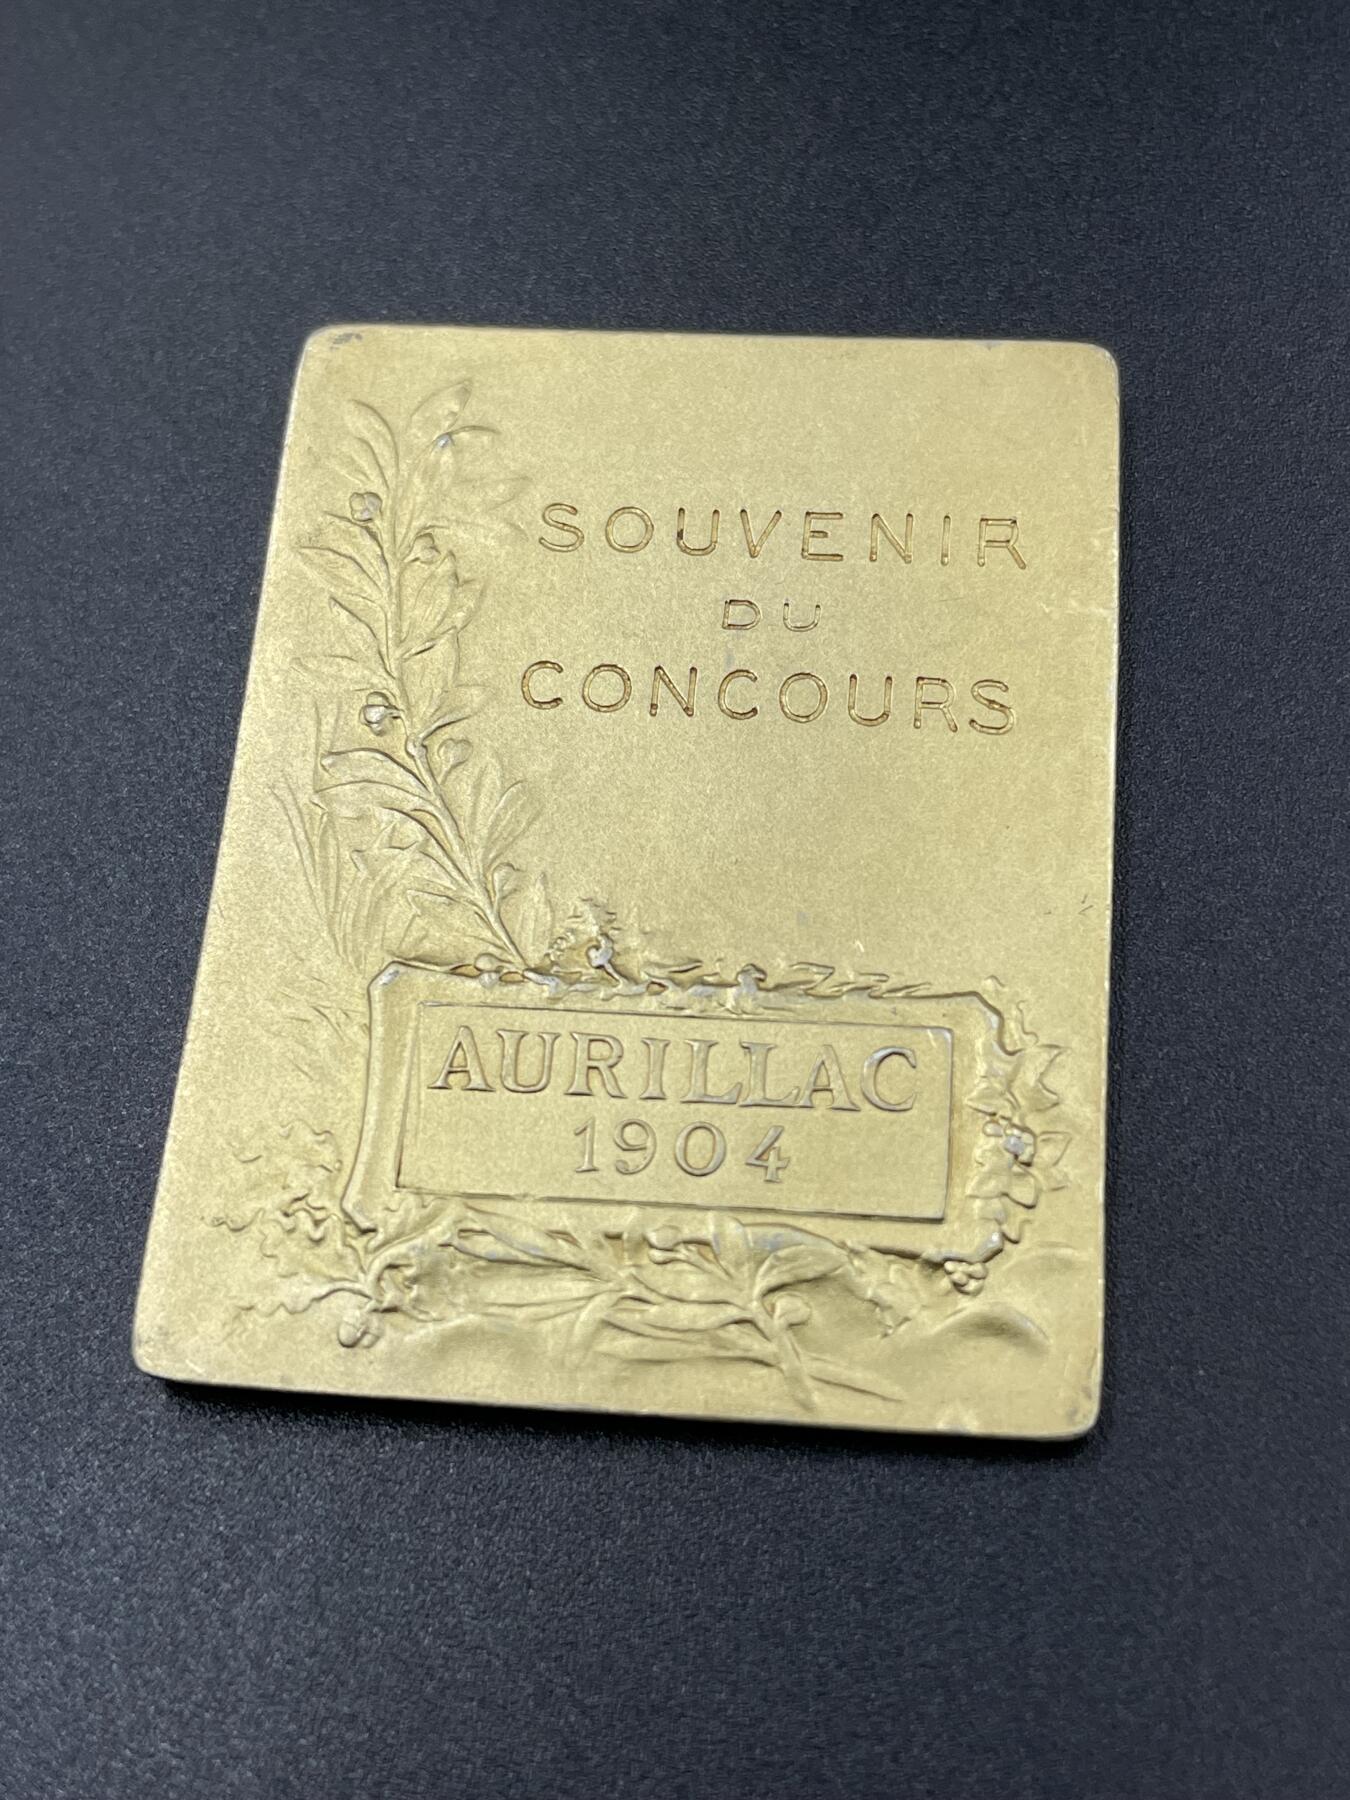 SOUVENIR
DU
CONCOURS
AURILLAC
1904